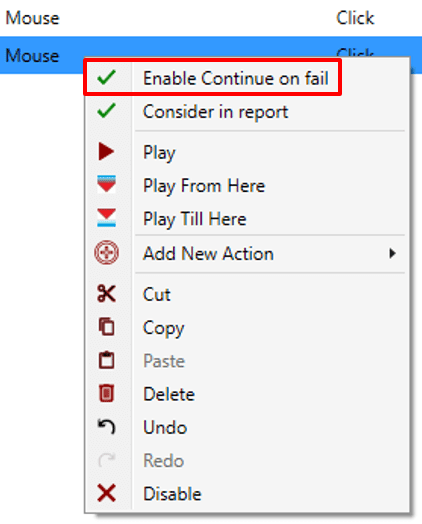 Mouse Click
Mouse Click
Enable Continue on fail
Consider in report
Play
Play From Here
Play Till Here
Add New Action
Cut
Copy
Paste
Delete
Undo
Redo
Disable